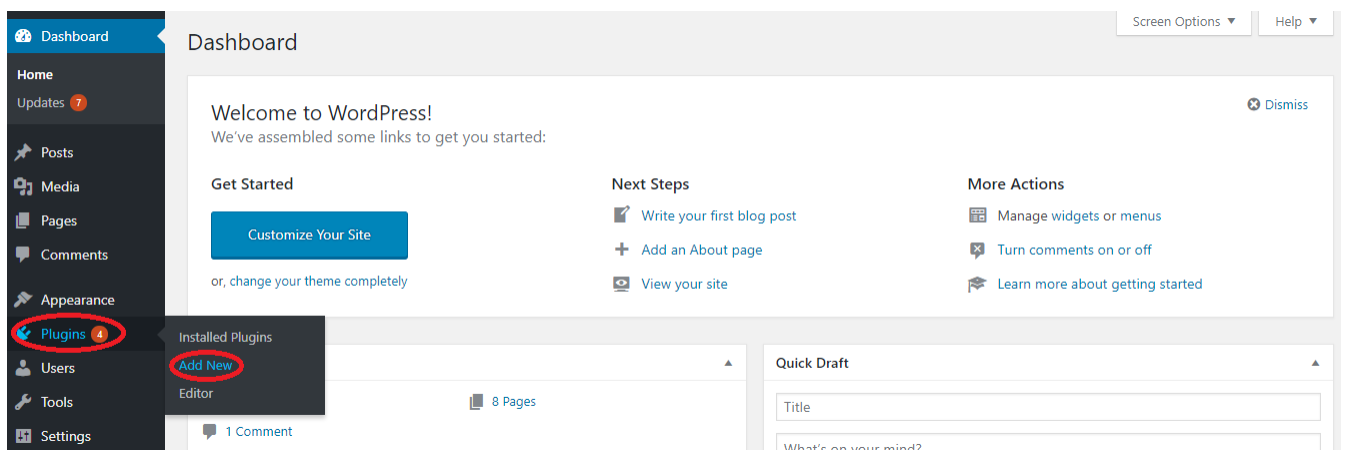 Dashboard
Home
Updates 7
Posts
Media
Pages
Comments
Appearance
Plugins 4
Users
Tools
Settings
Installed Plugins
Add New
Editor
Screen Options ▼
Help ▼
Dashboard
Welcome to WordPress!
We've assembled some links to get you started:
Dismiss
Get Started
Customize Your Site
or, change your theme completely
Next Steps
Write your first blog post
Add an About page
View your site
More Actions
Manage widgets or menus
Turn comments on or off
Learn more about getting started
8 Pages
1 Comment
Quick Draft
Title
What's on your mind?